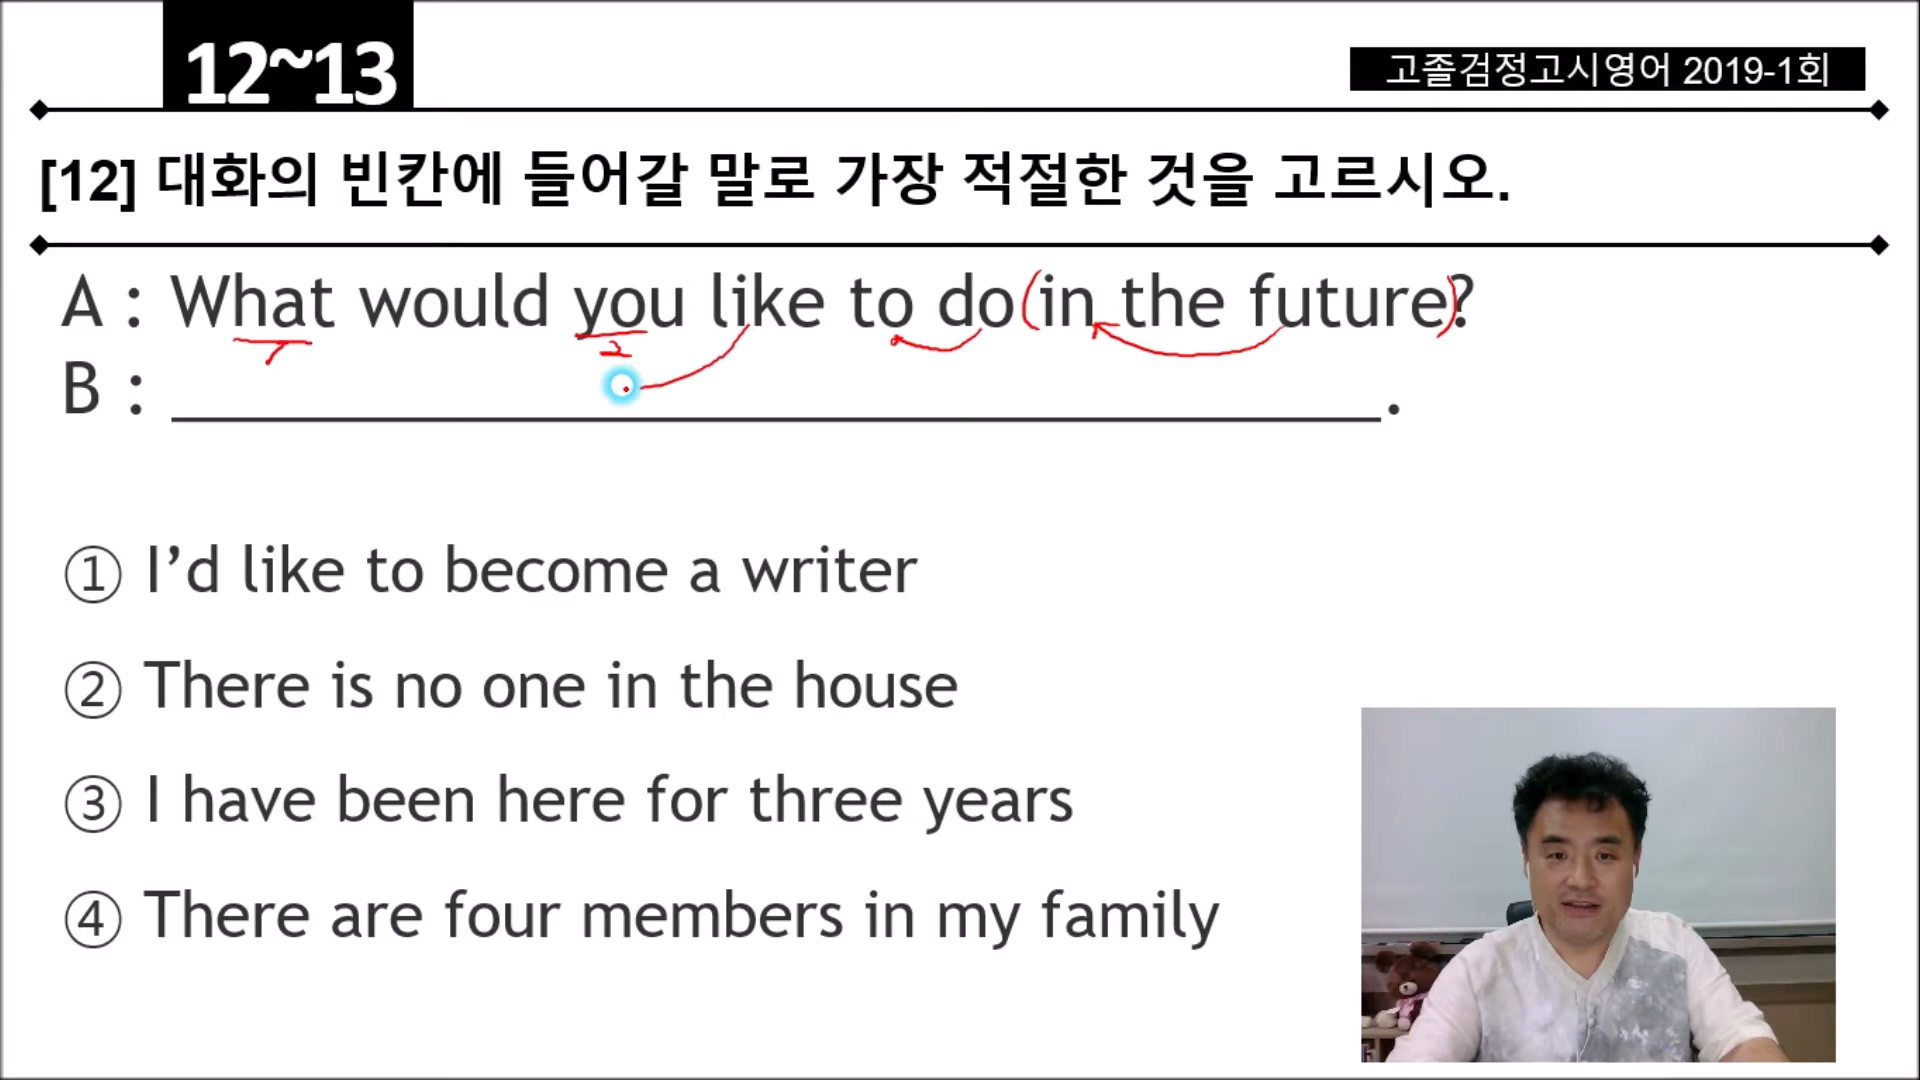 12~13
고졸검정고시영어 2019-1회
[12] 대화의 빈칸에 들어갈 말로 가장 적절한 것을 고르시오.
A : What would you like to do (in the future)?
1 2
B : ____________________.
① I’d like to become a writer
② There is no one in the house
③ I have been here for three years
④ There are four members in my family